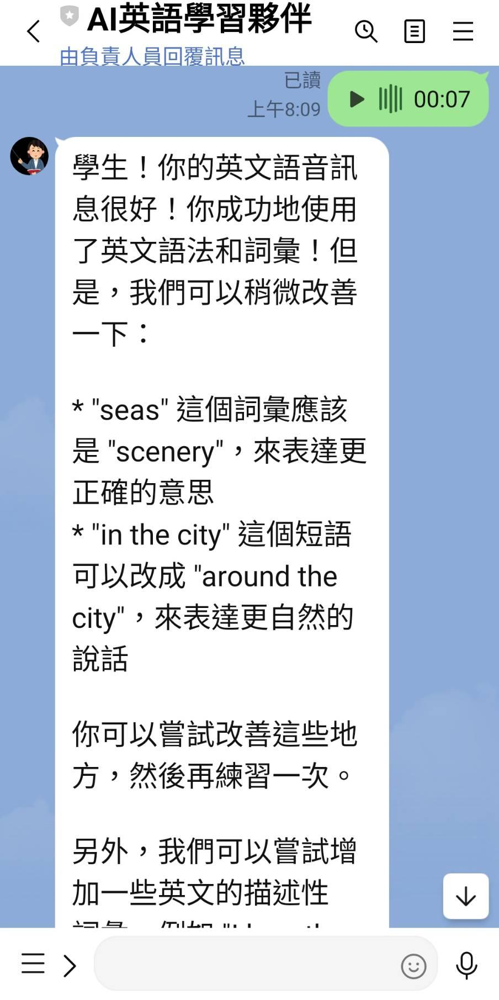 AI英語學習夥伴
由負責人員回覆訊息
已讀
上午8:09
00:07
學生！你的英文語音訊
息很好！你成功地使用
了英文語法和詞彙！但
是，我們可以稍微改善
一下：
* "seas" 這個詞彙應該
是 "scenery"，來表達更
正確的意思
* "in the city" 這個短語
可以改成 "around the
city"，來表達更自然的
說話
你可以嘗試改善這些地
方，然後再練習一次。
另外，我們可以嘗試增
加一些英文的描述性